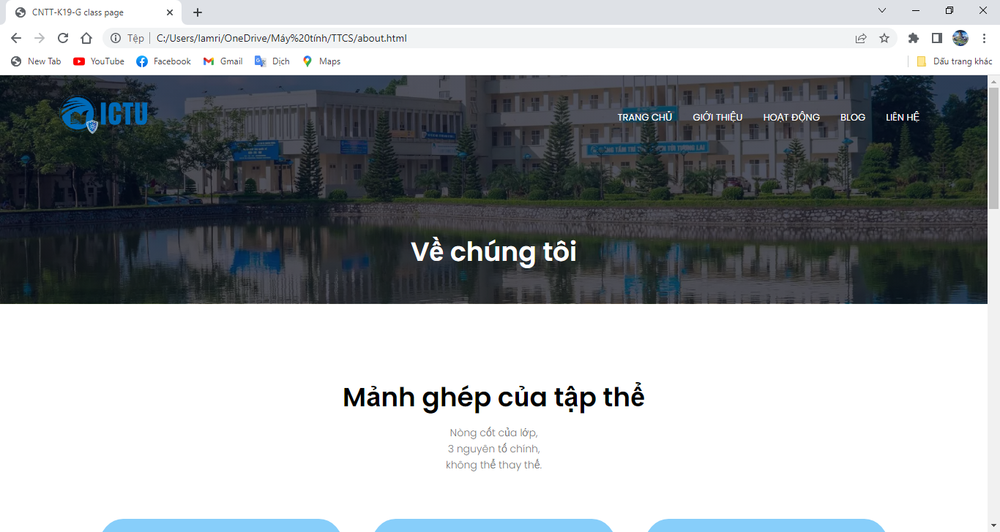 CNTT-K19-G class page
Tệp C:/Users/lamri/OneDrive/Máy%20tính/TTCS/about.html
New Tab YouTube Facebook Gmail Dịch Maps Dấu trang khác
ICTU
TRANG CHỦ GIỚI THIỆU HOẠT ĐỘNG BLOG LIÊN HỆ
Về chúng tôi
Mảnh ghép của tập thể
Nòng cốt của lớp,
3 nguyên tố chính,
không thể thay thế.